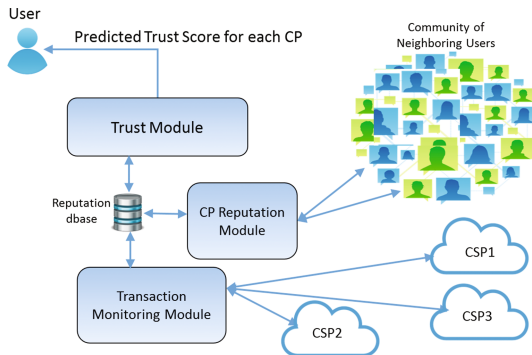 User
Predicted Trust Score for each CP
Community of
Neighboring Users
Trust Module
Reputation
dbase
CP Reputation
Module
CSP1
Transaction
Monitoring Module
CSP2
CSP3